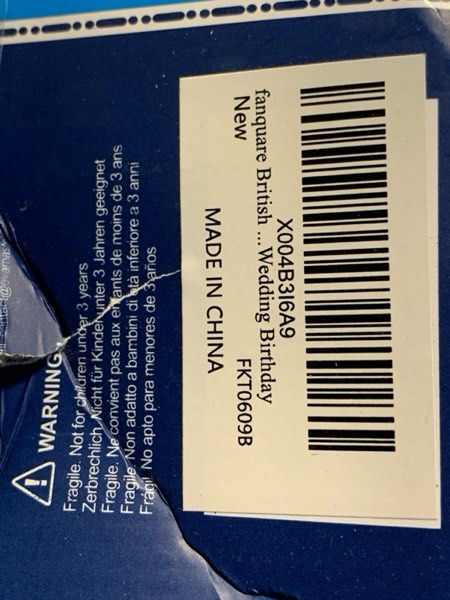 WARNING
Fragile. Not for children under 3 years
Zerbrechlich. Nicht für Kinder unter 3 Jahren geeignet
Fragile. Ne convient pas aux enfants de moins de 3 ans
Fragile. Non adatto a bambini di età inferiore a 3 anni
Frágil. No apto para menores de 3 años
X004B3I6A9
fanquare British ... Wedding Birthday
New FKT0609B
MADE IN CHINA